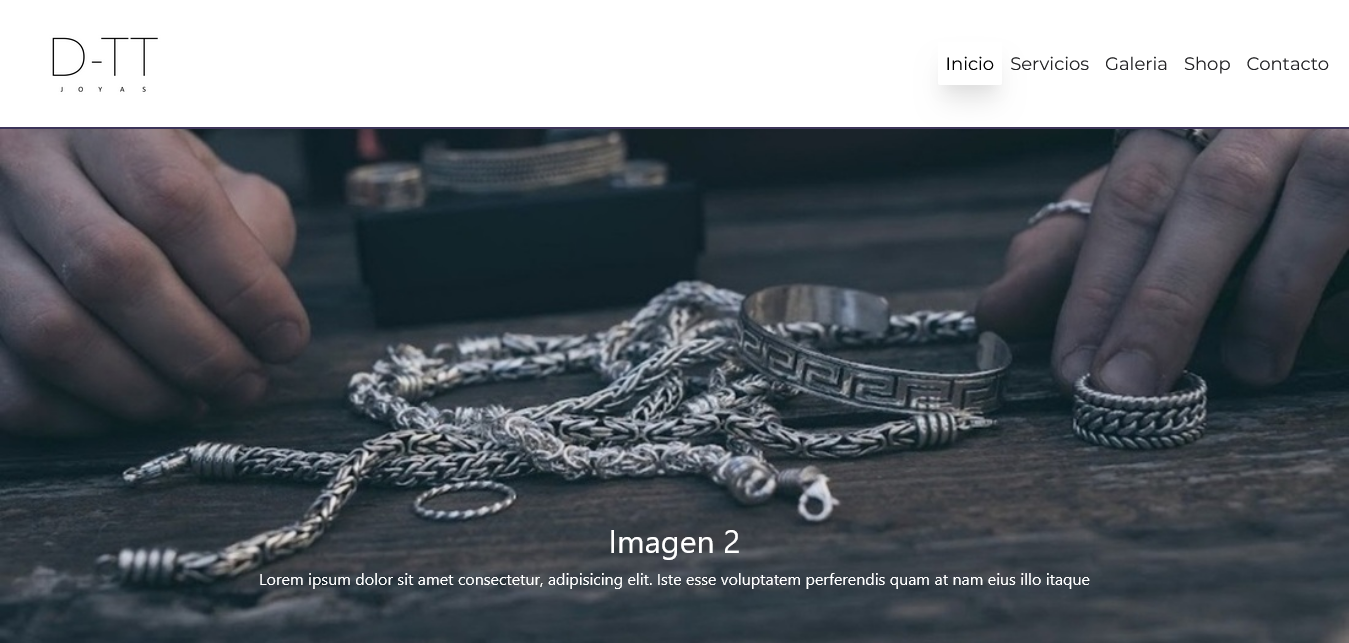 D-TT
JOYAS
Inicio Servicios Galeria Shop Contacto
Imagen 2
Lorem ipsum dolor sit amet consectetur, adipisicing elit. Iste esse voluptatem perferendis quam at nam eius illo itaque